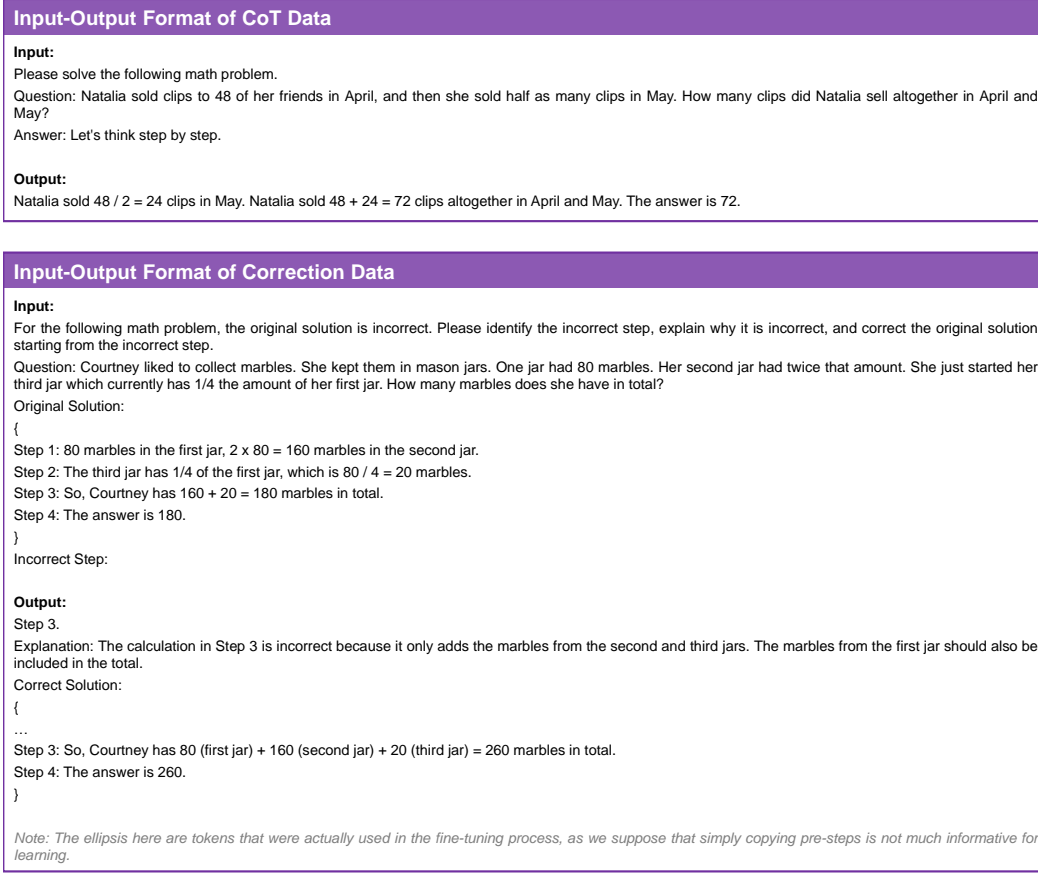 Input-Output Format of CoT Data
Input:
Please solve the following math problem.
Question: Natalia sold clips to 48 of her friends in April, and then she sold half as many clips in May. How many clips did Natalia sell altogether in April and
May?
Answer: Let's think step by step.
Output:
Natalia sold 48 / 2 = 24 clips in May. Natalia sold 48 + 24 = 72 clips altogether in April and May. The answer is 72.
Input-Output Format of Correction Data
Input:
For the following math problem, the original solution is incorrect. Please identify the incorrect step, explain why it is incorrect, and correct the original solution
starting from the incorrect step.
Question: Courtney liked to collect marbles. She kept them in mason jars. One jar had 80 marbles. Her second jar had twice that amount. She just started her
third jar which currently has 1/4 the amount of her first jar. How many marbles does she have in total?
Original Solution:
{
Step 1: 80 marbles in the first jar, 2 x 80 = 160 marbles in the second jar.
Step 2: The third jar has 1/4 of the first jar, which is 80 / 4 = 20 marbles.
Step 3: So, Courtney has 160 + 20 = 180 marbles in total.
Step 4: The answer is 180.
}
Incorrect Step:
Output:
Step 3.
Explanation: The calculation in Step 3 is incorrect because it only adds the marbles from the second and third jars. The marbles from the first jar should also be
included in the total.
Correct Solution:
{
…
Step 3: So, Courtney has 80 (first jar) + 160 (second jar) + 20 (third jar) = 260 marbles in total.
Step 4: The answer is 260.
}
Note: The ellipsis here are tokens that were actually used in the fine-tuning process, as we suppose that simply copying pre-steps is not much informative for
learning.